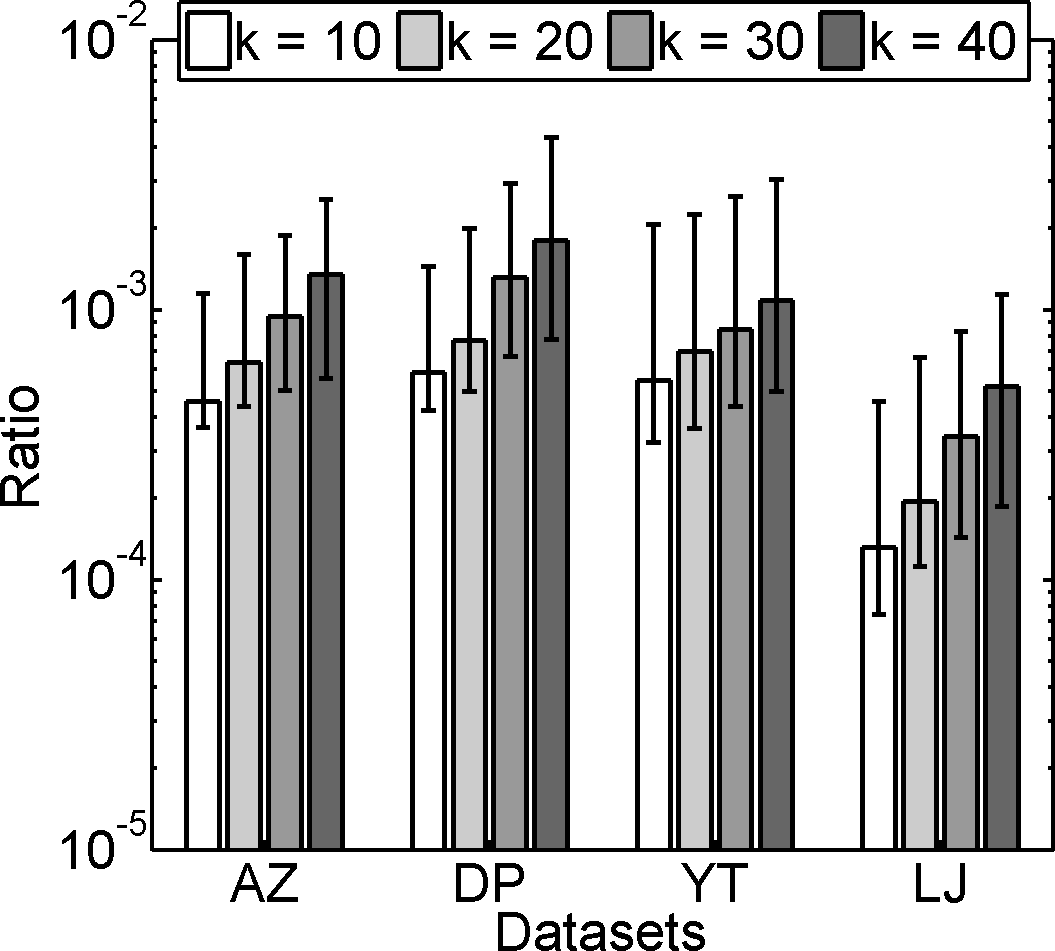 k = 10 k = 20 k = 30 k = 40
10-2
10-3
10-4
10-5
Ratio
AZ DP YT LJ
Datasets